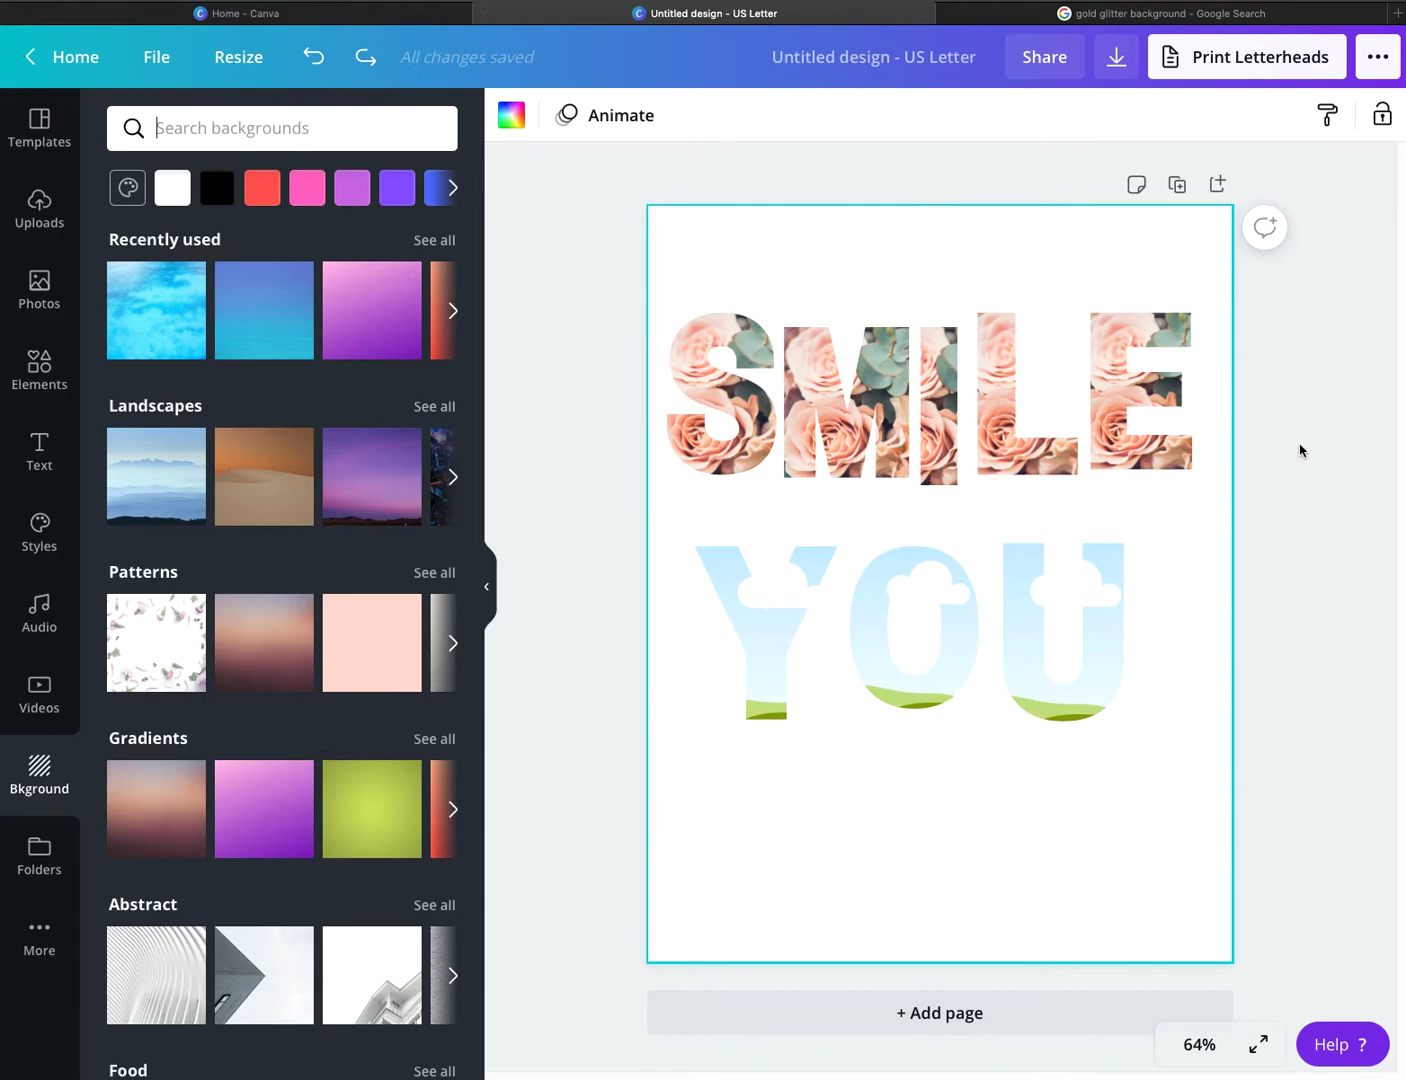 Home - Canva
Untitled design - US Letter
gold glitter background - Google Search
Home
File
Resize
All changes saved
Untitled design - US Letter
Share
Print Letterheads
Templates
Uploads
Photos
Elements
Text
Styles
Audio
Videos
Bkground
Folders
More
Search backgrounds
Recently used
See all
Landscapes
See all
Patterns
See all
Gradients
See all
Abstract
See all
Food
See all
Animate
SMILE
YOU
+ Add page
64%
Help ?